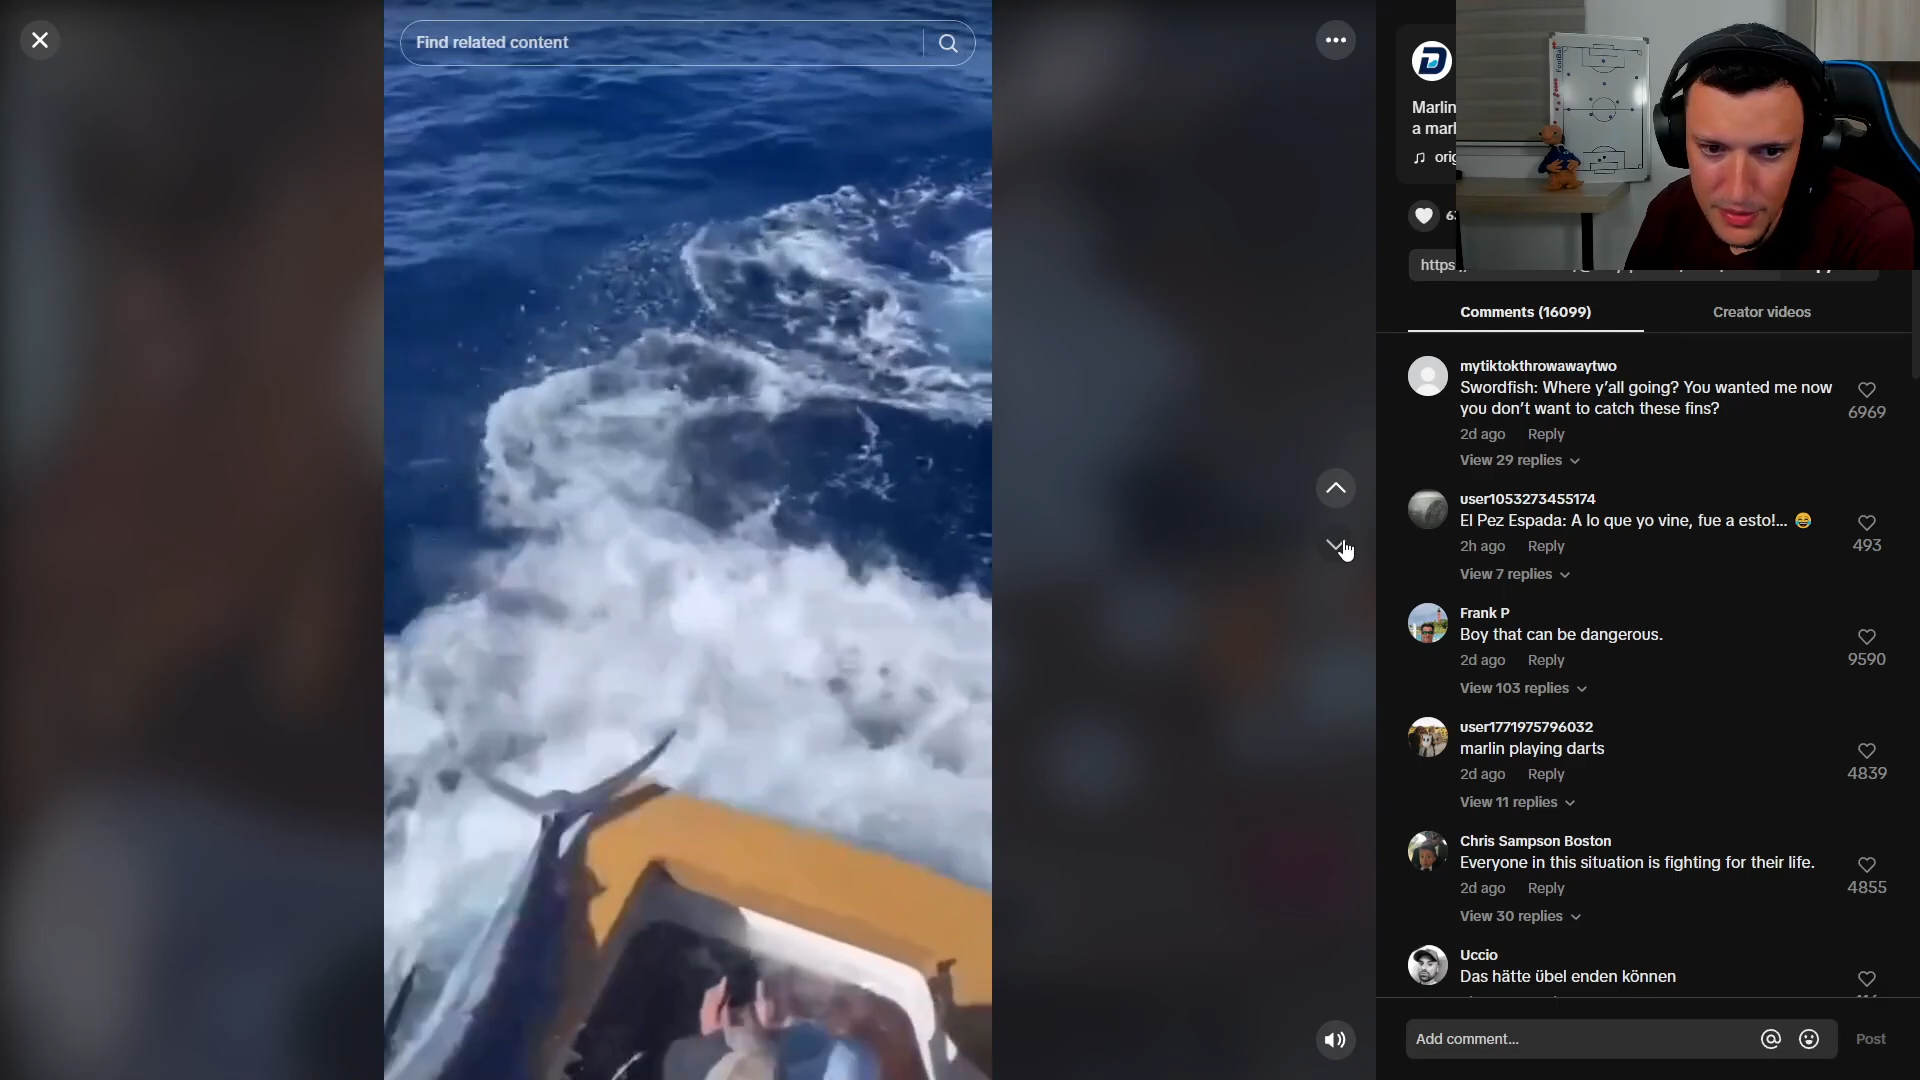 Find related content
Marlin
a marl
orig
63
https
Comments (16099)
Creator videos
mytiktokthrowawaytwo
Swordfish: Where y'all going? You wanted me now
you don't want to catch these fins?
6969
2d ago Reply
View 29 replies
user1053273455174
El Pez Espada: A lo que yo vine, fue a esto!... 😂
493
2h ago Reply
View 7 replies
Frank P
Boy that can be dangerous.
9590
2d ago Reply
View 103 replies
user1771975796032
marlin playing darts
4839
2d ago Reply
View 11 replies
Chris Sampson Boston
Everyone in this situation is fighting for their life.
4855
2d ago Reply
View 30 replies
Uccio
Das hätte übel enden können
Add comment...
Post